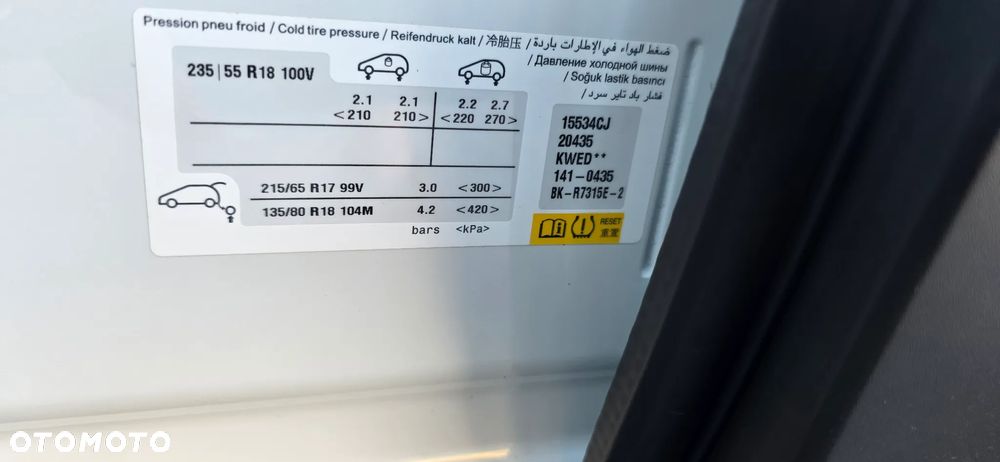 Pression pneu froid / Cold tire pressure / Reifendruck kalt / 冷胎压 / ضغط الهواء في الإطارات باردة
/ Давление холодной шины
/ Soğuk lastik basıncı
/ فشار باد تایر سرد
235 | 55 R18 100V
2.1 2.1 2.2 2.7
<210 210> <220 270>
215/65 R17 99V 3.0 <300>
135/80 R18 104M 4.2 <420>
bars <kPa>
15534CJ
20435
KWED**
141-0435
BK-R7315E-2
RESET
重置
OTOMOTO